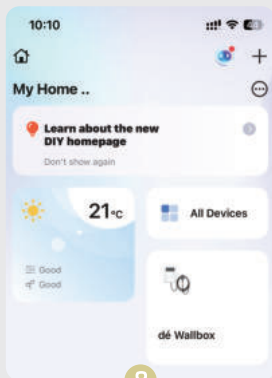 10:10
My Home ..
Learn about the new
DIY homepage
Don't show again
21°C
All Devices
Good
Good
dé Wallbox